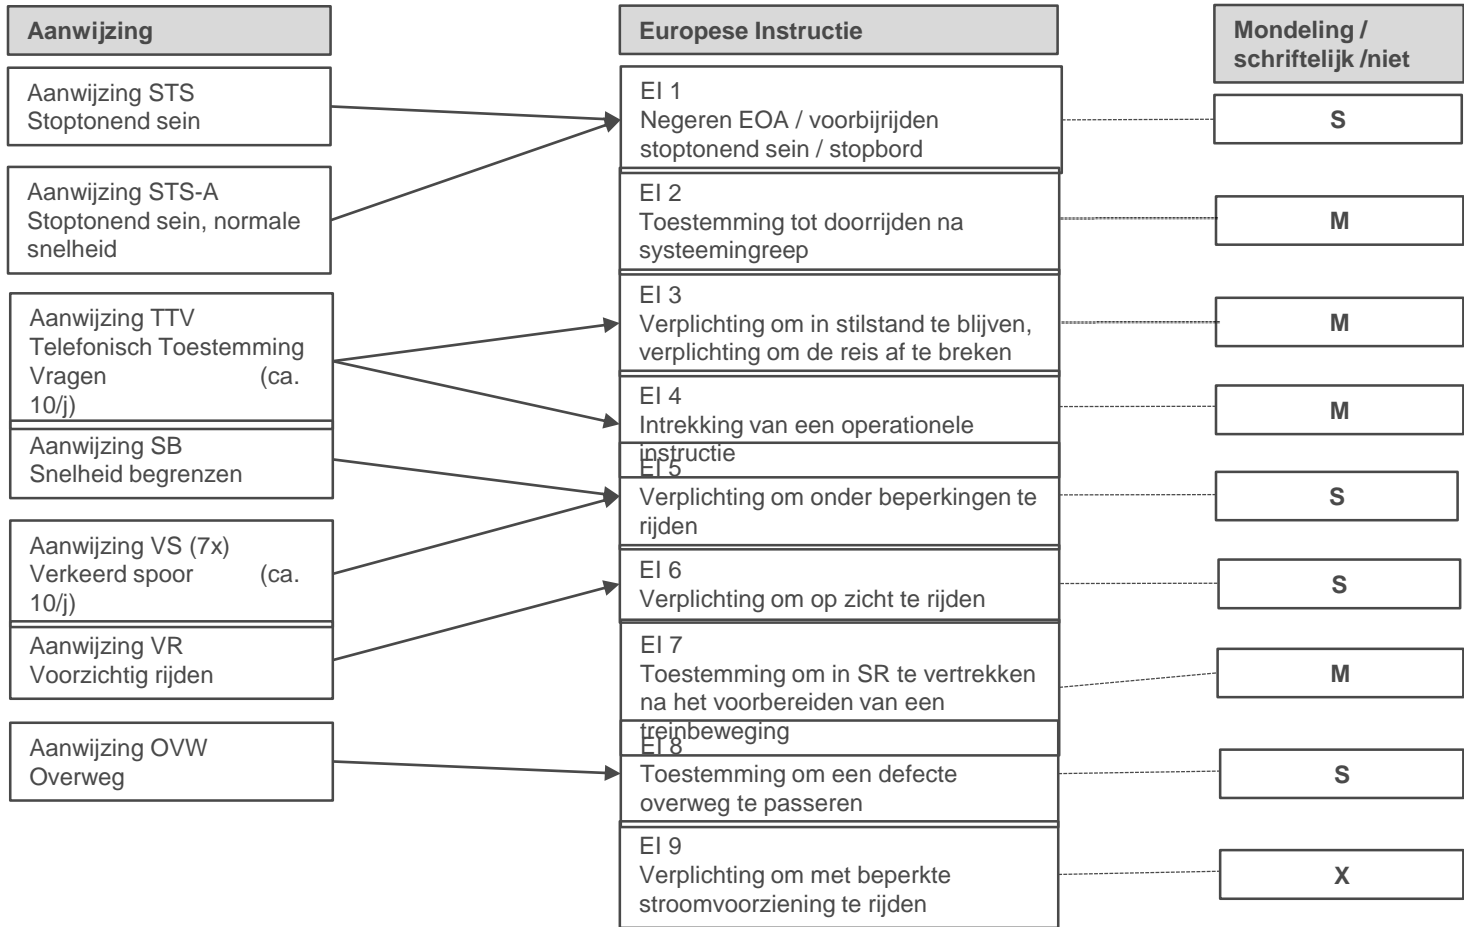 Aanwijzing
Aanwijzing STS
Stoptonend sein
Aanwijzing STS-A
Stoptonend sein, normale
snelheid
Aanwijzing TTV
Telefonisch Toestemming
Vragen (ca.
10/j)
Aanwijzing SB
Snelheid begrenzen
Aanwijzing VS (7x)
Verkeerd spoor (ca.
10/j)
Aanwijzing VR
Voorzichtig rijden
Aanwijzing OVW
Overweg
Europese Instructie
EI 1
Negeren EOA / voorbijrijden
stoptonend sein / stopbord
EI 2
Toestemming tot doorrijden na
systeemingreep
EI 3
Verplichting om in stilstand te blijven,
verplichting om de reis af te breken
EI 4
Intrekking van een operationele
instructie
EI 5
Verplichting om onder beperkingen te
rijden
EI 6
Verplichting om op zicht te rijden
EI 7
Toestemming om in SR te vertrekken
na het voorbereiden van een
treinbeweging
EI 8
Toestemming om een defecte
overweg te passeren
EI 9
Verplichting om met beperkte
stroomvoorziening te rijden
Mondeling /
schriftelijk /niet
S
M
M
M
S
S
M
S
X